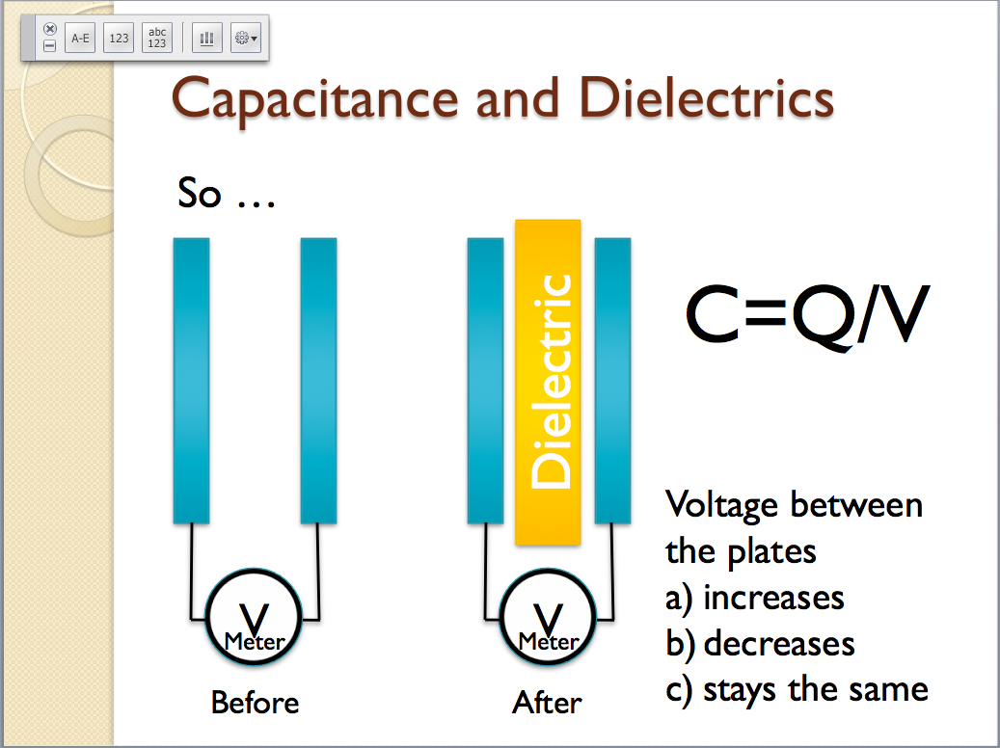 A-E
123
abc
123
Capacitance and Dielectrics
So …
Dielectric
C=Q/V
V
Meter
V
Meter
Before
After
Voltage between
the plates
a) increases
b) decreases
c) stays the same